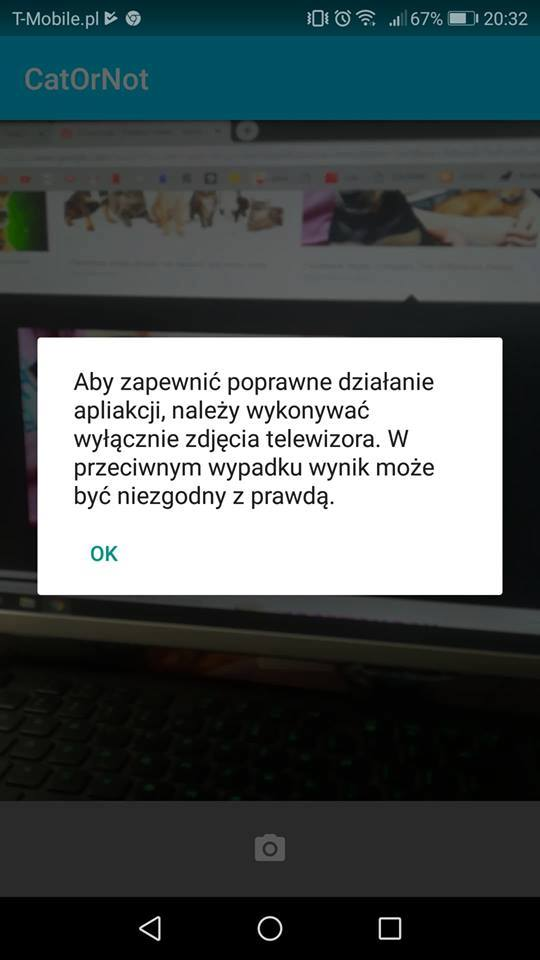 T-Mobile.pl
67%
20:32
CatOrNot
Aby zapewnić poprawne działanie
apliakcji, należy wykonywać
wyłącznie zdjęcia telewizora. W
przeciwnym wypadku wynik może
być niezgodny z prawdą.
OK